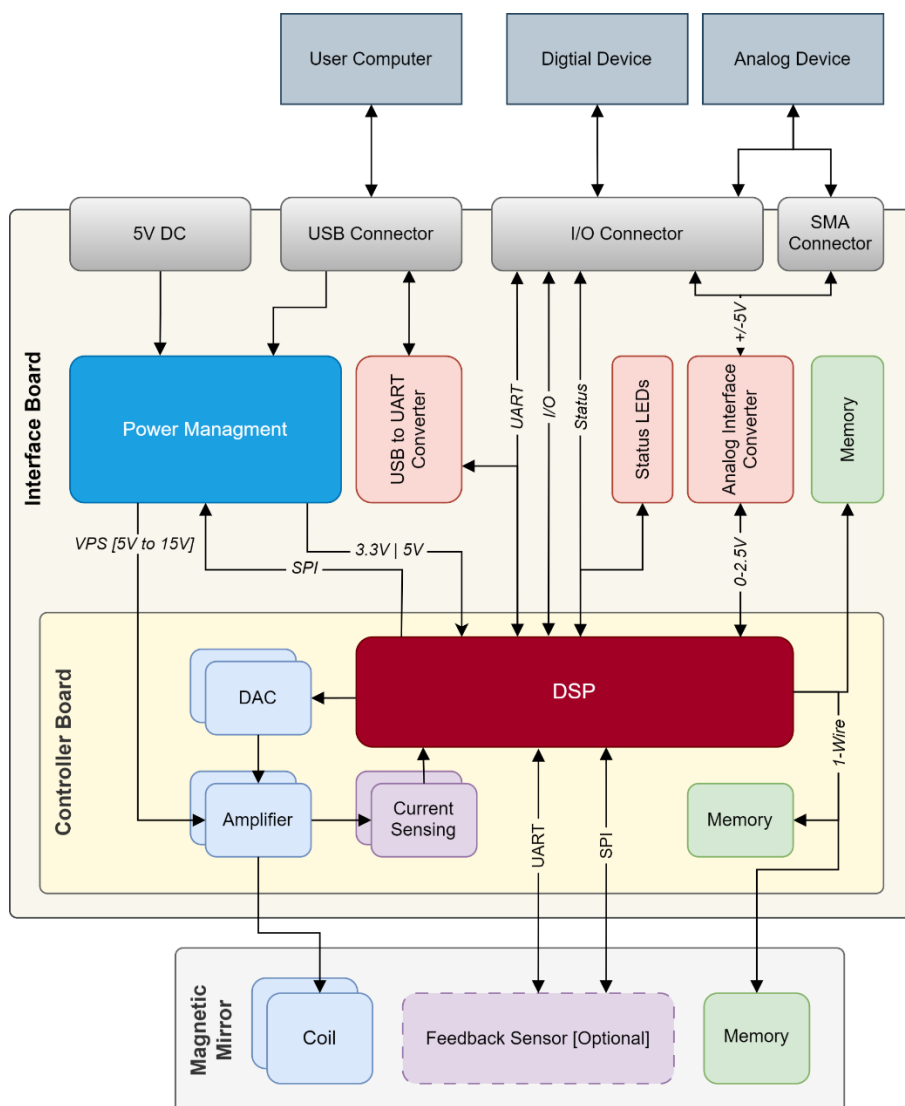 User Computer
Digtial Device
Analog Device
5V DC
USB Connector
I/O Connector
SMA
Connector
+/-5V
Interface Board
Power Managment
USB to UART
Converter
UART
I/O
Status
Status LEDs
Analog Interface
Converter
Memory
VPS [5V to 15V]
SPI
3.3V | 5V
0-2.5V
Controller Board
DSP
DAC
1-Wire
Amplifier
Current
Sensing
UART
SPI
Memory
Magnetic
Mirror
Coil
Feedback Sensor [Optional]
Memory